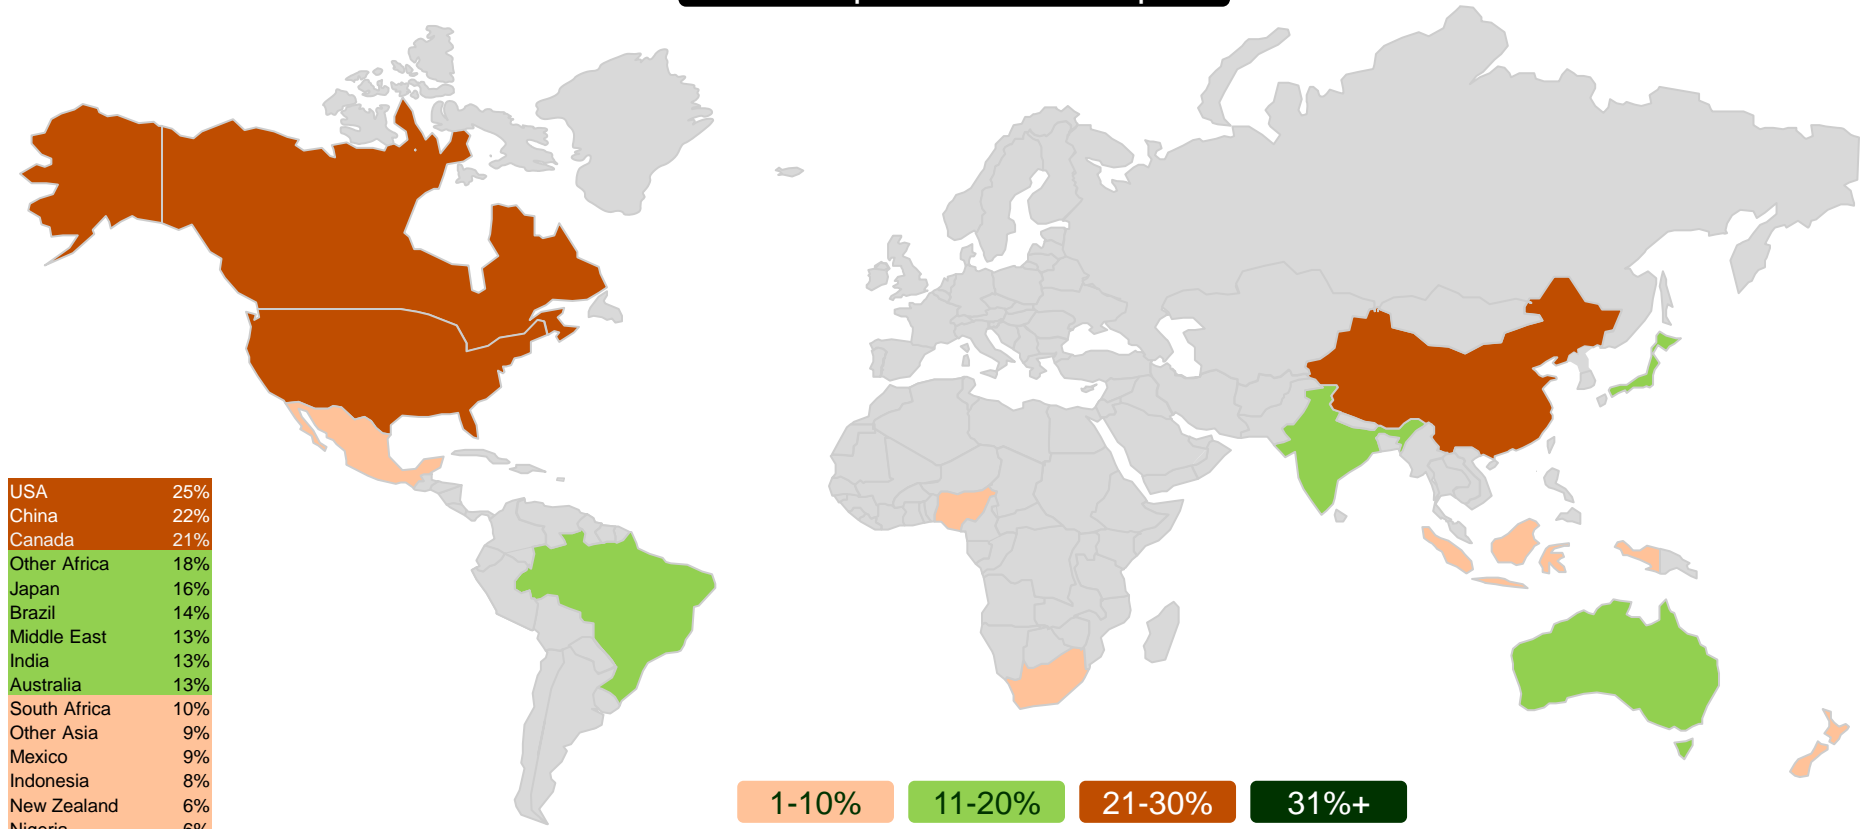 USA 25%
China 22%
Canada 21%
Other Africa 18%
Japan 16%
Brazil 14%
Middle East 13%
India 13%
Australia 13%
South Africa 10%
Other Asia 9%
Mexico 9%
Indonesia 8%
New Zealand 6%
Nigeria 6%
1-10% 11-20% 21-30% 31%+